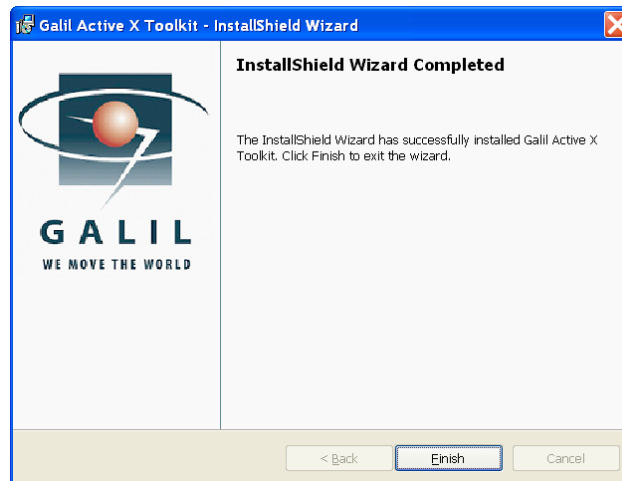 Galil Active X Toolkit - InstallShield Wizard
InstallShield Wizard Completed
The InstallShield Wizard has successfully installed Galil Active X
Toolkit. Click Finish to exit the wizard.
GALIL
WE MOVE THE WORLD
< Back
Finish
Cancel